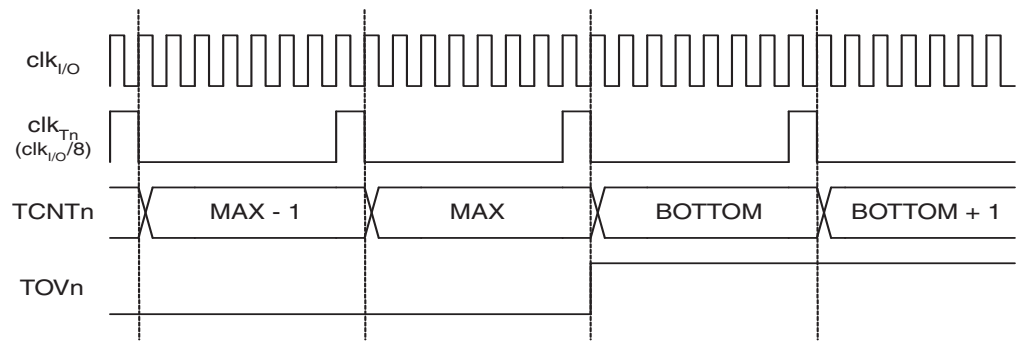 clkI/O
clkTn
(clkI/O/8)
TCNTn MAX - 1 MAX BOTTOM BOTTOM + 1
TOVn